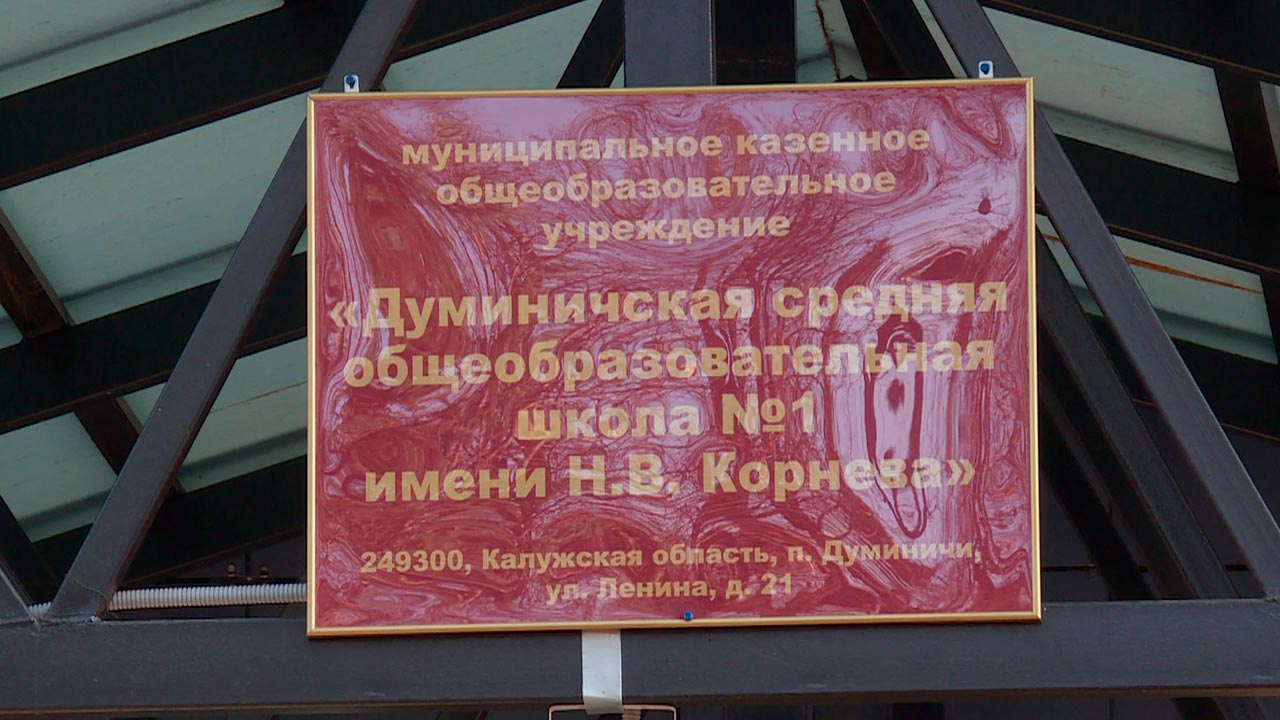 муниципальное казенное
общеобразовательное
учреждение
«Думиничская средняя
общеобразовательная
школа №1
имени Н.В. Корнева»
249300, Калужская область, п. Думиничи,
ул. Ленина, д. 21